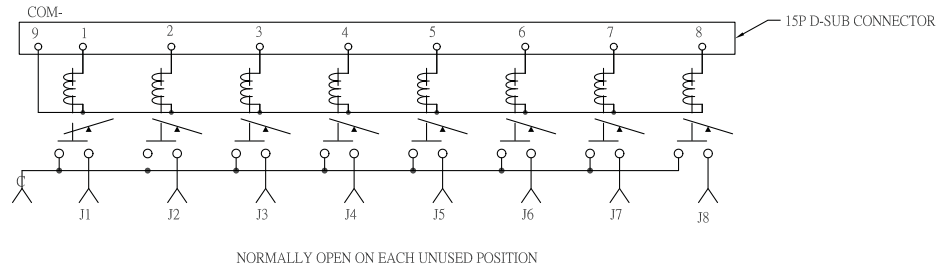 COM-
15P D-SUB CONNECTOR
9 1 2 3 4 5 6 7 8
C
J1 J2 J3 J4 J5 J6 J7 J8
NORMALLY OPEN ON EACH UNUSED POSITION